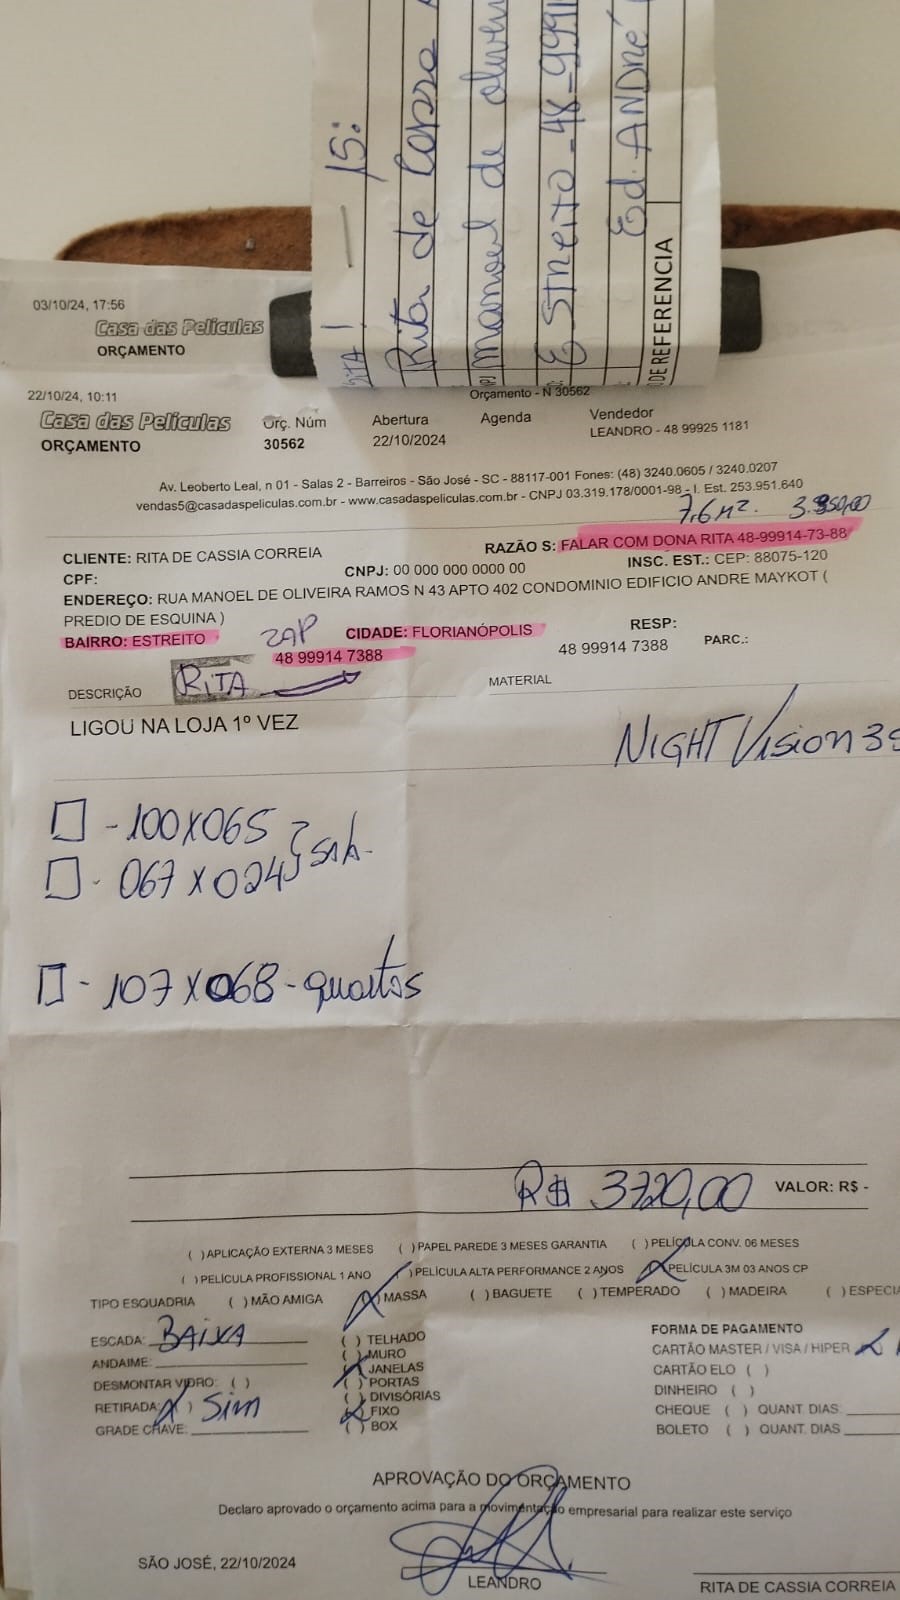 15:
Rita de
manoel de oliveir
Estreito - 48-9991
Ed. ANDRÉ
DE REFERENCIA
03/10/24, 17:56
Casa das Películas
ORÇAMENTO
Orçamento - N 30562
22/10/24, 10:11
Casa das Películas
ORÇAMENTO
Orç. Núm
30562
Abertura
22/10/2024
Agenda
Vendedor
LEANDRO - 48 99925 1181
Av. Leoberto Leal, n 01 - Salas 2 - Barreiros - São José - SC - 88117-001 Fones: (48) 3240.0605 / 3240.0207
vendas5@casadaspeliculas.com.br - www.casadaspeliculas.com.br - CNPJ 03.319.178/0001-98 - I. Est. 253.951.640
7,6 m².
CLIENTE: RITA DE CASSIA CORREIA
RAZÃO S: FALAR COM DONA RITA 48-99914-73-88
CPF:
CNPJ: 00 000 000 0000 00
INSC. EST.: CEP: 88075-120
ENDEREÇO: RUA MANOEL DE OLIVEIRA RAMOS N 43 APTO 402 CONDOMINIO EDIFICIO ANDRE MAYKOT (
PREDIO DE ESQUINA )
BAIRRO: ESTREITO
ZAP
CIDADE: FLORIANÓPOLIS
RESP:
48 99914 7388
48 99914 7388
PARC.:
DESCRIÇÃO
RITA
MATERIAL
LIGOU NA LOJA 1º VEZ
NIGHT Vision
- 100X065
- 067 X 024
- 107 X 068 - quartos
R$ 3720,00
VALOR: R$ -
( )APLICAÇÃO EXTERNA 3 MESES ( )PAPEL PAREDE 3 MESES GARANTIA ( )PELÍCULA CONV. 06 MESES
( )PELÍCULA PROFISSIONAL 1 ANO ( )PELÍCULA ALTA PERFORMANCE 2 ANOS (X)PELÍCULA 3M 03 ANOS CP
TIPO ESQUADRIA ( )MÃO AMIGA (X)MASSA ( )BAGUETE ( )TEMPERADO ( )MADEIRA ( )ESPECIA
ESCADA: BAIXA
ANDAIME:
DESMONTAR VIDRO: ( )
RETIRADA: (X) Sim
GRADE CHAVE:
( ) TELHADO
( ) MURO
(X) JANELAS
( ) PORTAS
( ) DIVISÓRIAS
(X) FIXO
( ) BOX
FORMA DE PAGAMENTO
CARTÃO MASTER / VISA / HIPER
CARTÃO ELO ( )
DINHEIRO ( )
CHEQUE ( ) QUANT. DIAS:
BOLETO ( ) QUANT. DIAS
APROVAÇÃO DO ORÇAMENTO
Declaro aprovado o orçamento acima para a movimentação empresarial para realizar este serviço
SÃO JOSÉ, 22/10/2024
LEANDRO
RITA DE CASSIA CORREIA